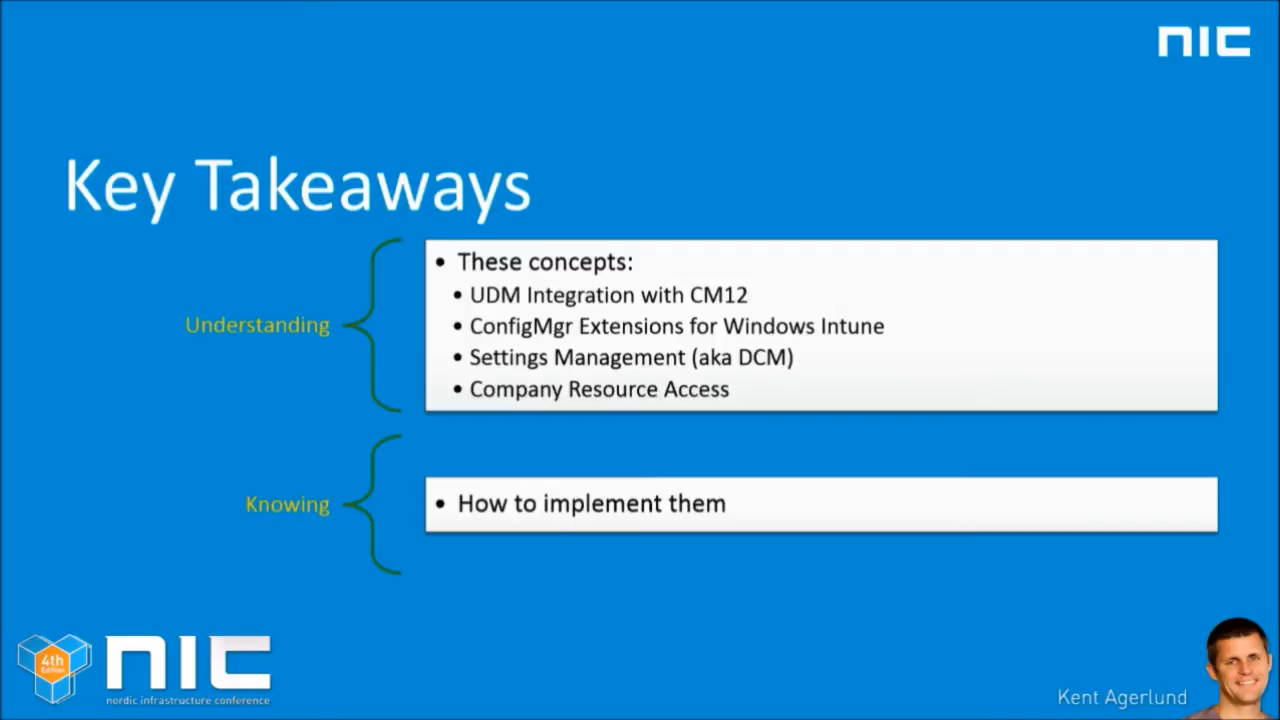 NIC
Key Takeaways
Understanding
• These concepts:
• UDM Integration with CM12
• ConfigMgr Extensions for Windows Intune
• Settings Management (aka DCM)
• Company Resource Access
Knowing
• How to implement them
4th
Edition
NIC
nordic infrastructure conference
Kent Agerlund